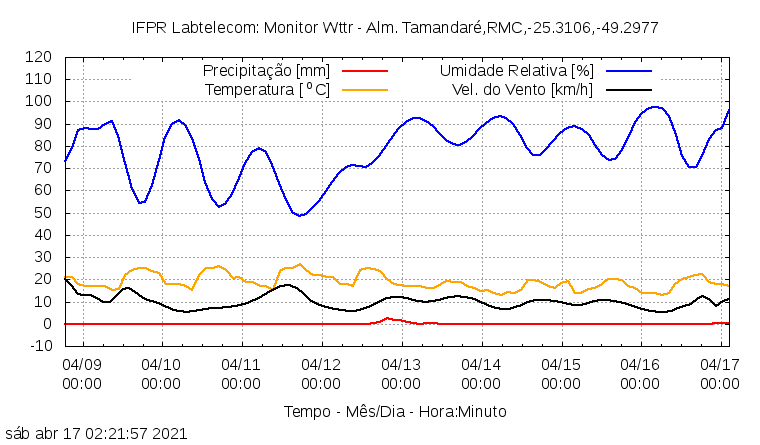 IFPR Labtelecom: Monitor Wttr - Alm. Tamandaré,RMC,-25.3106,-49.2977
120
110
100
90
80
70
60
50
40
30
20
10
0
-10
Precipitação [mm]
Temperatura [ ⁰C]
Umidade Relativa [%]
Vel. do Vento [km/h]
04/09 04/10 04/11 04/12 04/13 04/14 04/15 04/16 04/17
00:00 00:00 00:00 00:00 00:00 00:00 00:00 00:00 00:00
Tempo - Mês/Dia - Hora:Minuto
sáb abr 17 02:21:57 2021